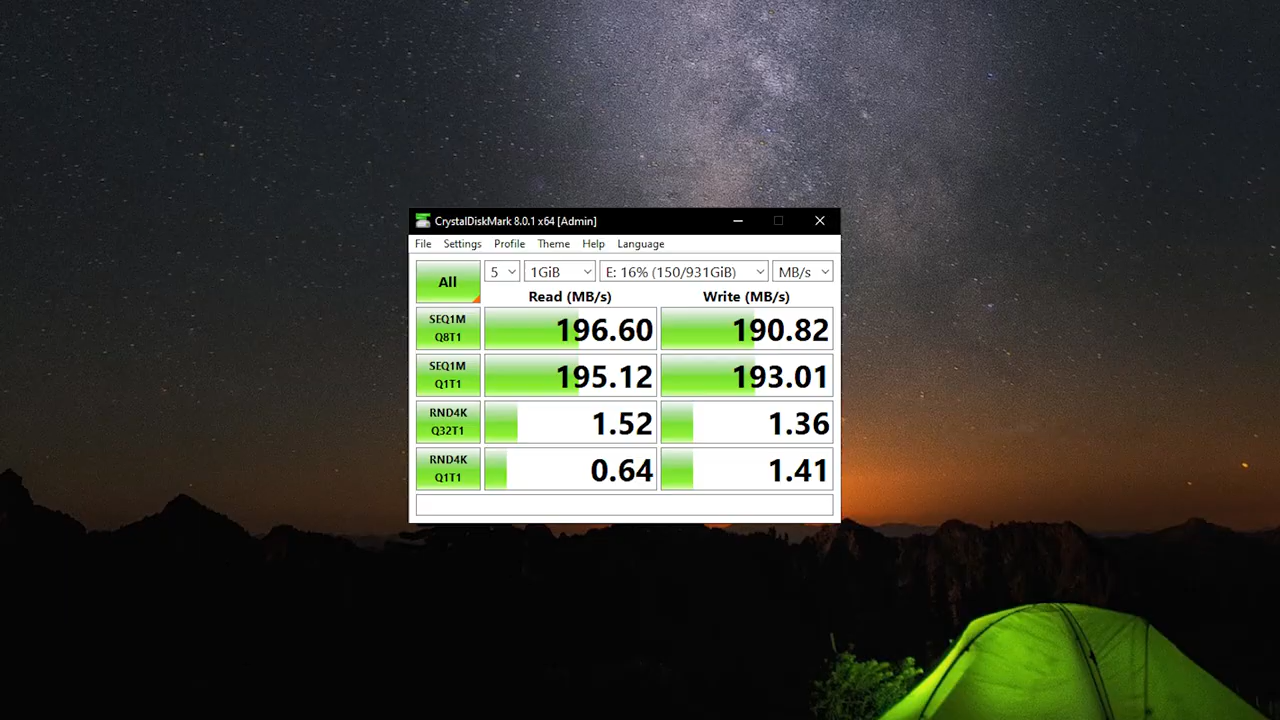 CrystalDiskMark 8.0.1 x64 [Admin]
File Settings Profile Theme Help Language
All 5 1GiB E: 16% (150/931GiB) MB/s
Read (MB/s) Write (MB/s)
SEQ1M
Q8T1
196.60 190.82
SEQ1M
Q1T1
195.12 193.01
RND4K
Q32T1
1.52 1.36
RND4K
Q1T1
0.64 1.41